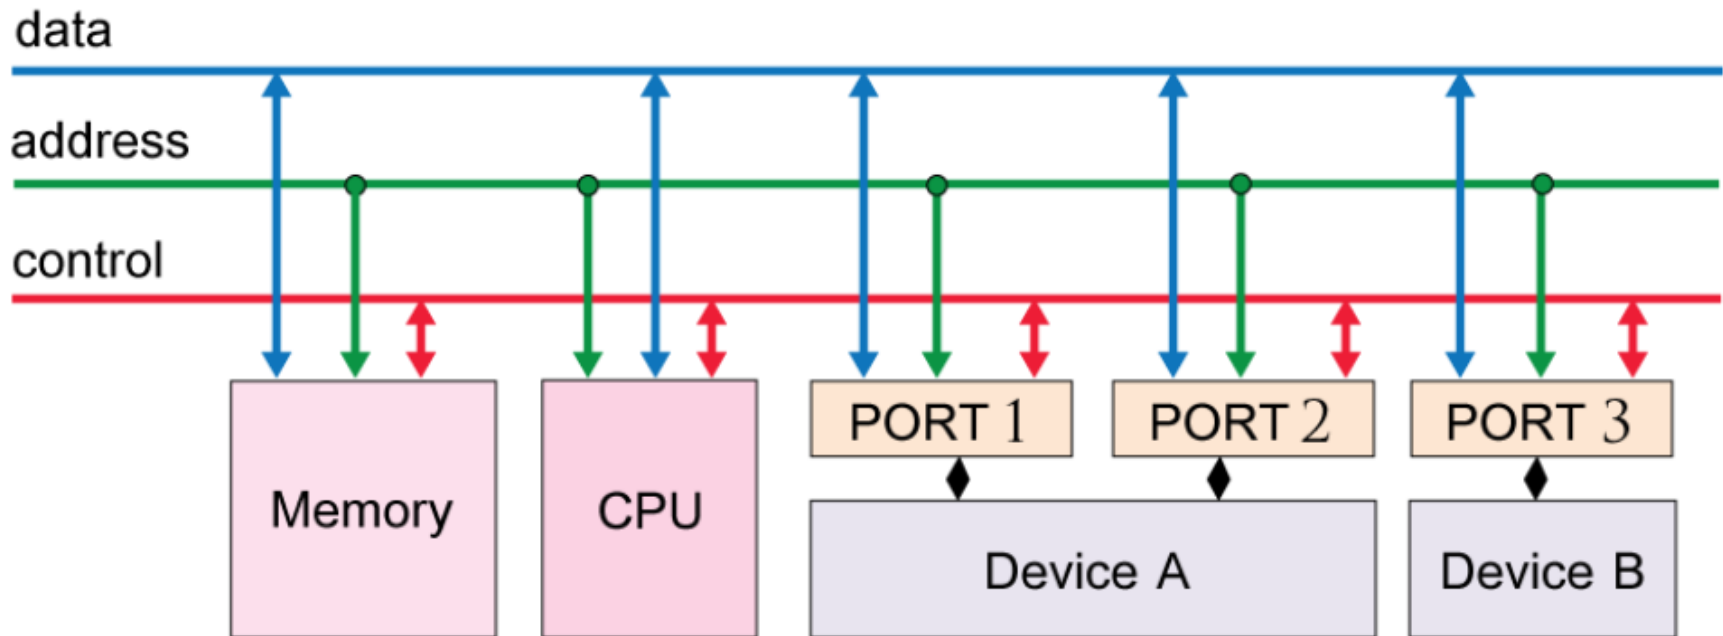 data
address
control
PORT 1
PORT 2
PORT 3
Memory
CPU
Device A
Device B